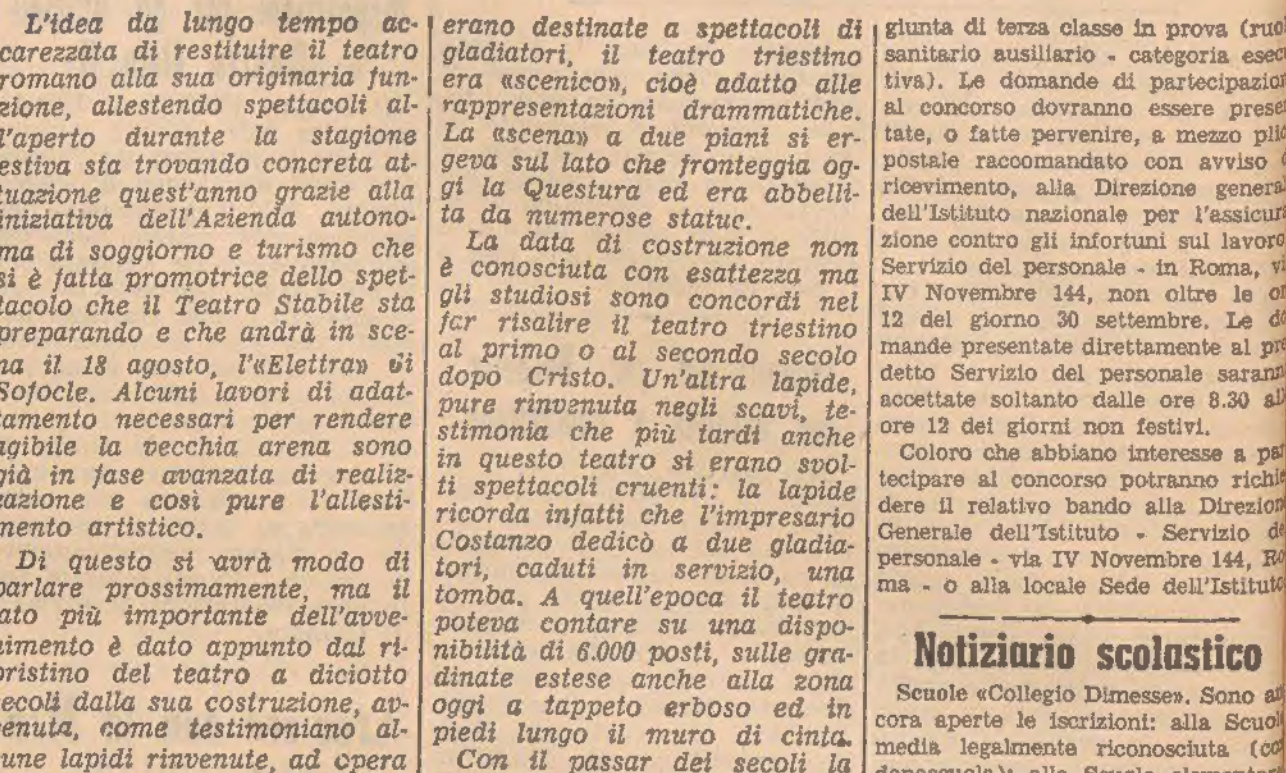 L'idea da lungo tempo ac-
carezzata di restituire il teatro
romano alla sua originaria fun-
zione, allestendo spettacoli al-
l'aperto durante la stagione
estiva sta trovando concreta at-
tuazione quest'anno grazie alla
iniziativa dell'Azienda autono-
ma di soggiorno e turismo che
si è fatta promotrice dello spet-
tacolo che il Teatro Stabile sta
preparando e che andrà in sce-
na il 18 agosto, l'«Elettra» di
Sofocle. Alcuni lavori di adat-
tamento necessari per rendere
agibile la vecchia arena sono
già in fase avanzata di realiz-
zazione e così pure l'allesti-
mento artistico.
Di questo si avrà modo di
parlare prossimamente, ma il
lato più importante dell'avve-
nimento è dato appunto dal ri-
pristino del teatro a diciotto
secoli dalla sua costruzione, av-
venuta, come testimoniano al-
cune lapidi rinvenute, ad opera
erano destinate a spettacoli di
gladiatori, il teatro triestino
era «scenico», cioè adatto alle
rappresentazioni drammatiche.
La «scena» a due piani si er-
geva sul lato che fronteggia og-
gi la Questura ed era abbelli-
ta da numerose statue.
La data di costruzione non
è conosciuta con esattezza ma
gli studiosi sono concordi nel
far risalire il teatro triestino
al primo o al secondo secolo
dopo Cristo. Un'altra lapide,
pure rinvenuta negli scavi, te-
stimonia che più tardi anche
in questo teatro si erano svol-
ti spettacoli cruenti: la lapide
ricorda infatti che l'impresario
Costanzo dedicò a due gladia-
tori, caduti in servizio, una
tomba. A quell'epoca il teatro
poteva contare su una dispo-
nibilità di 6.000 posti, sulle gra-
dinate estese anche alla zona
oggi a tappeto erboso ed in
piedi lungo il muro di cinta.
Con il passar dei secoli la
giunta di terza classe in prova (ruo
sanitario ausiliario - categoria esec
tiva). Le domande di partecipazio
al concorso dovranno essere prese
tate, o fatte pervenire, a mezzo pli
postale raccomandato con avviso
ricevimento, alla Direzione genera
dell'Istituto nazionale per l'assicur
zione contro gli infortuni sul lavoro
Servizio del personale - in Roma, vi
IV Novembre 144, non oltre le or
12 del giorno 30 settembre. Le do
mande presentate direttamente al pre
detto Servizio del personale sarann
accettate soltanto dalle ore 8.30 all
ore 12 dei giorni non festivi.
Coloro che abbiano interesse a par
tecipare al concorso potranno richie
dere il relativo bando alla Direzion
Generale dell'Istituto - Servizio de
personale - via IV Novembre 144, Ro
ma - o alla locale Sede dell'Istituto
Notiziario scolastico
Scuole «Collegio Dimesse». Sono an
cora aperte le iscrizioni: alla Scuol
media legalmente riconosciuta (co